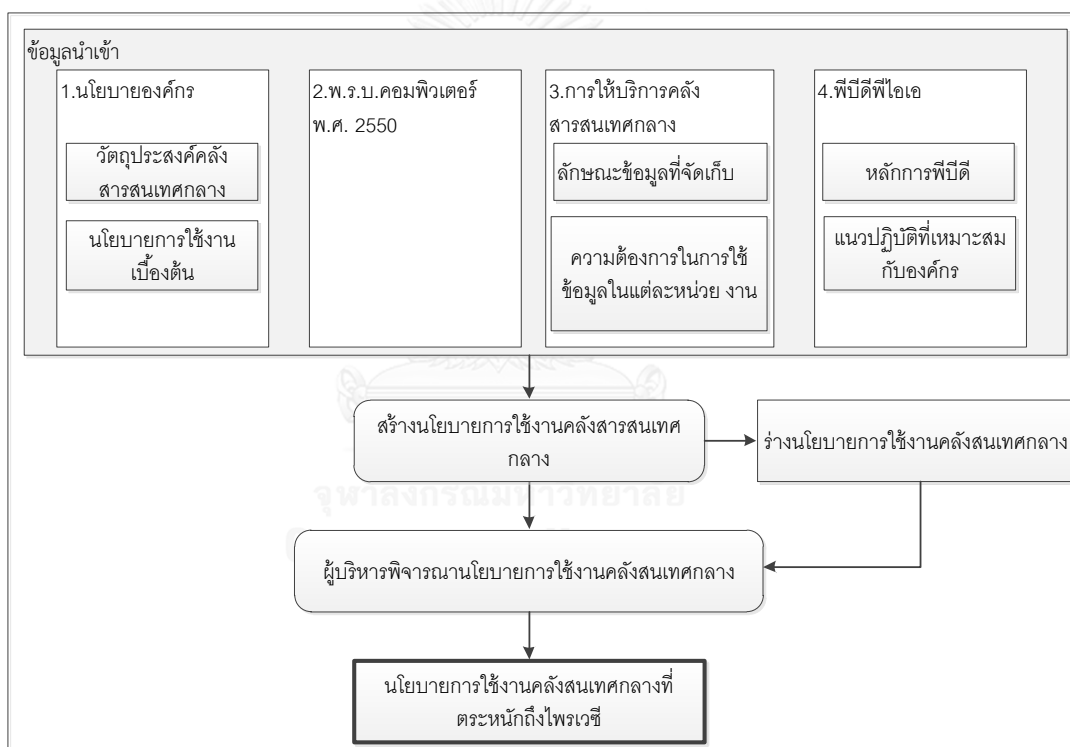 ข้อมูลนำเข้า
1.นโยบายองค์กร
วัตถุประสงค์คลัง
สารสนเทศกลาง
นโยบายการใช้งาน
เบื้องต้น
2.พ.ร.บ.คอมพิวเตอร์
พ.ศ. 2550
3.การให้บริการคลัง
สารสนเทศกลาง
ลักษณะข้อมูลที่จัดเก็บ
ความต้องการในการใช้
ข้อมูลในแต่ละหน่วย งาน
4.พีบีดีพีไอเอ
หลักการพีบีดี
แนวปฏิบัติที่เหมาะสม
กับองค์กร
สร้างนโยบายการใช้งานคลังสารสนเทศ
กลาง
ร่างนโยบายการใช้งานคลังสนเทศกลาง
จุฬาลงกรณ์มหาวิทยาลัย
ผู้บริหารพิจารณานโยบายการใช้งานคลังสนเทศกลาง
นโยบายการใช้งานคลังสนเทศกลางที่
ตระหนักถึงไพรเวซี